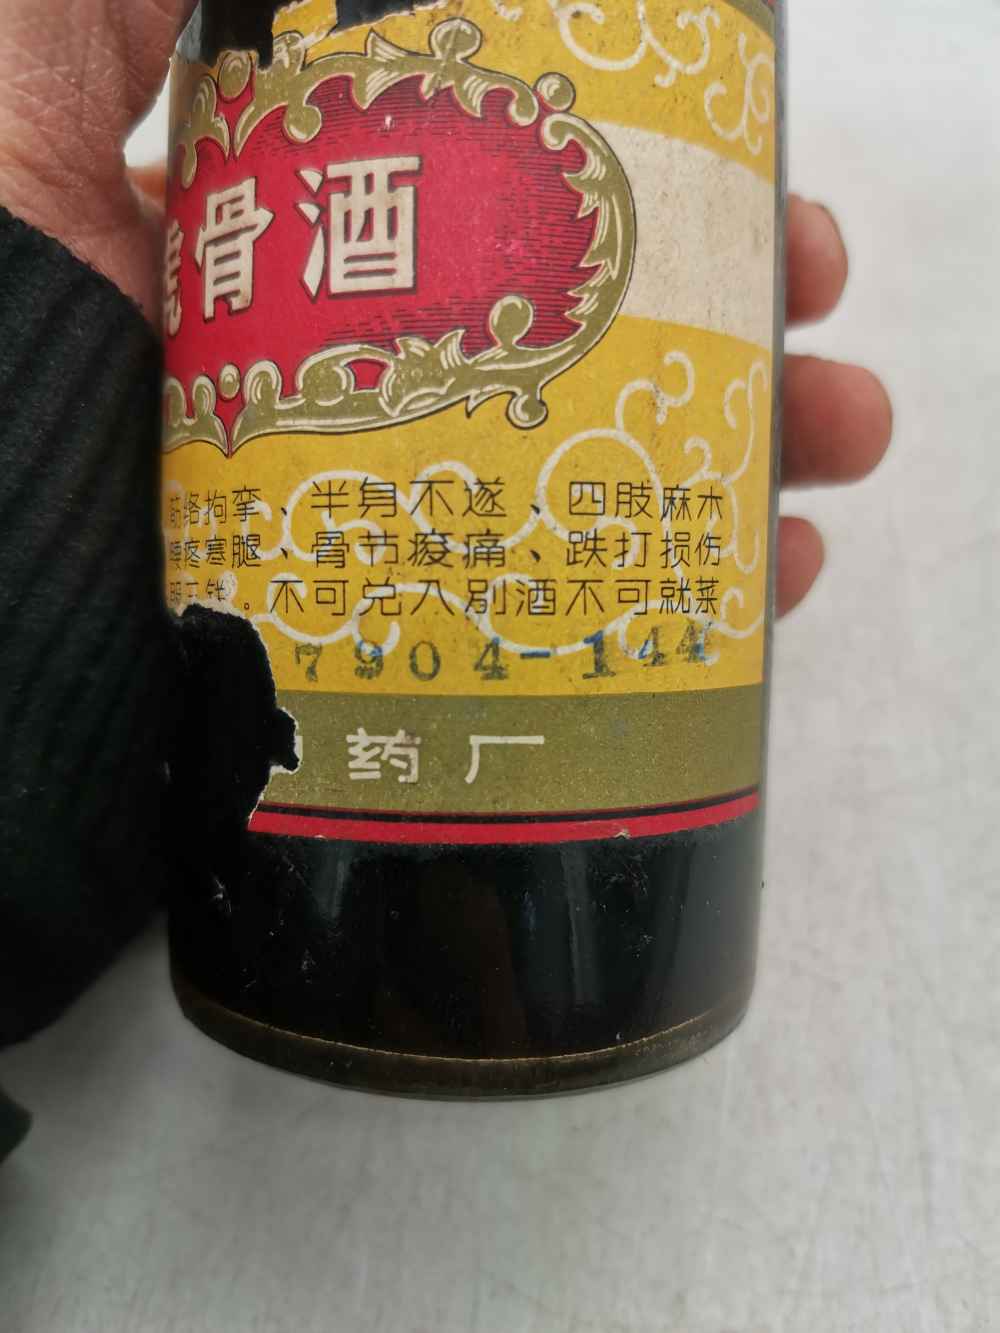 骨酒
筋络拘挛、半身不遂、四肢麻木
腰疼寒腿、骨节痠痛、跌打损伤
。不可兑入别酒不可就菜
7904-144
药厂